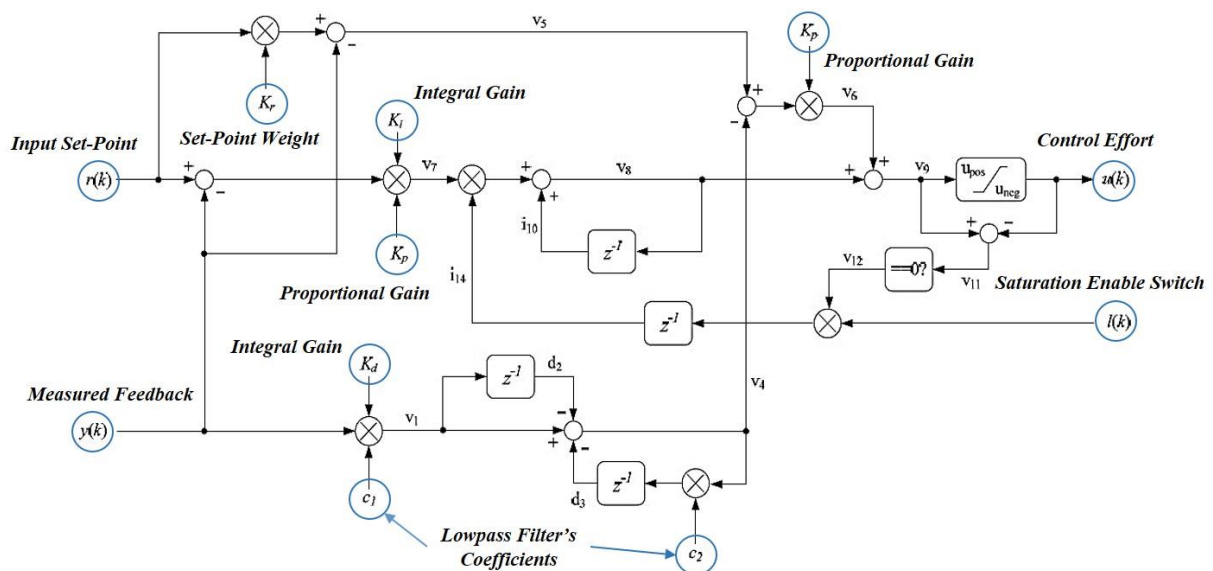 v5
Kp
Proportional Gain
v6
Kr
Set-Point Weight
Integral Gain
Ki
Input Set-Point
r(k)
v7
v8
v9
upos
uneg
Control Effort
u(k)
Kp
Proportional Gain
i10
z-1
i14
v12
==0?
v11
Saturation Enable Switch
z-1
l(k)
Integral Gain
Kd
Measured Feedback
y(k)
v1
z-1
d2
v4
c1
d3
z-1
Lowpass Filter's
Coefficients
c2